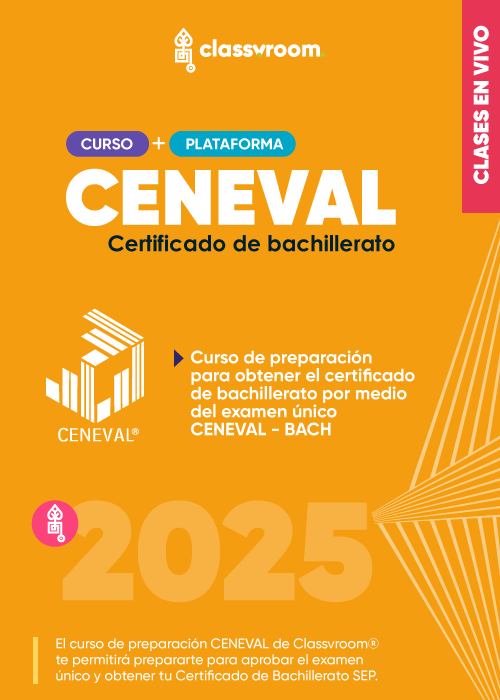 classvroom.
CLASES EN VIVO
CURSO + PLATAFORMA
CENEVAL
Certificado de bachillerato
Curso de preparación
para obtener el certificado
de bachillerato por medio
del examen único
CENEVAL - BACH
CENEVAL®
2025
El curso de preparación CENEVAL de Classvroom®
te permitirá prepararte para aprobar el examen
único y obtener tu Certificado de Bachillerato SEP.